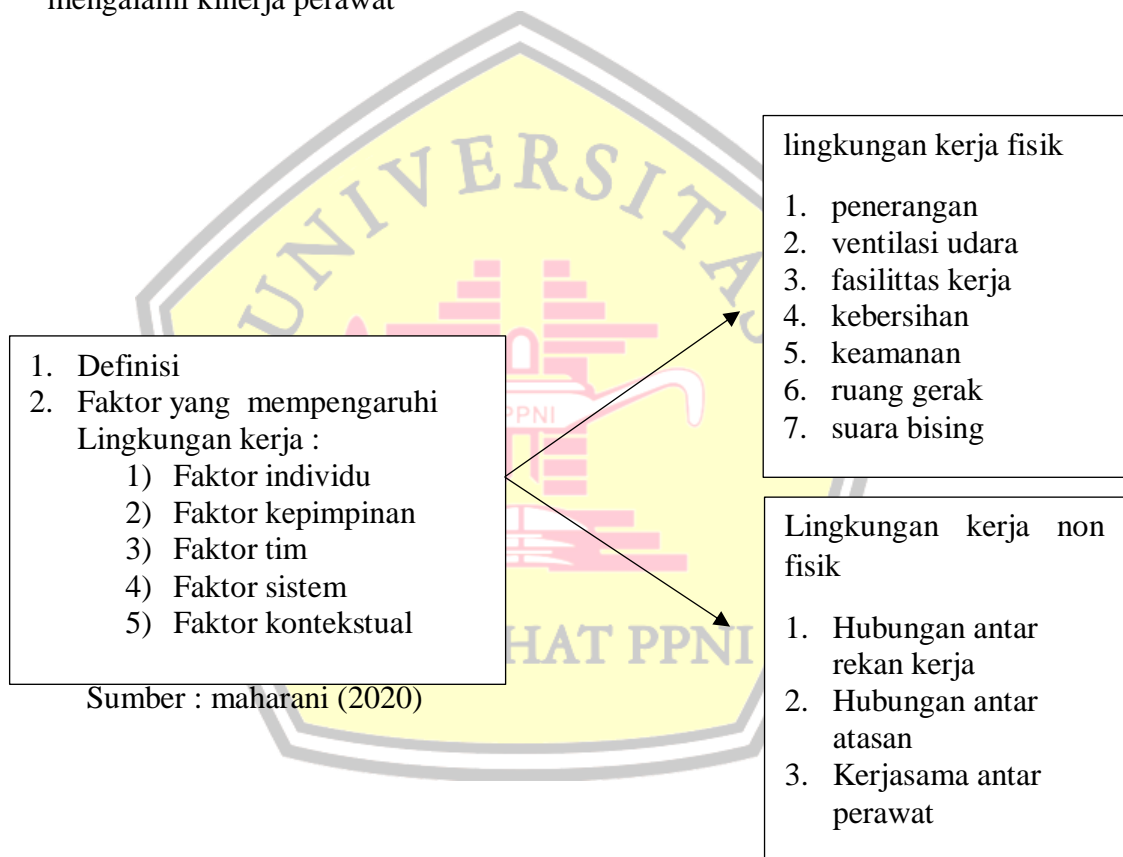 mengalami kinerja perawat
UNIVERSITAS
lingkungan kerja fisik
1. penerangan
2. ventilasi udara
3. fasilittas kerja
4. kebersihan
5. keamanan
6. ruang gerak
7. suara bising
1. Definisi
2. Faktor yang mempengaruhi
Lingkungan kerja :
1) Faktor individu
2) Faktor kepimpinan
3) Faktor tim
4) Faktor sistem
5) Faktor kontekstual
PPNI
HAT PPNI
Sumber : maharani (2020)
Lingkungan kerja non
fisik
1. Hubungan antar
rekan kerja
2. Hubungan antar
atasan
3. Kerjasama antar
perawat